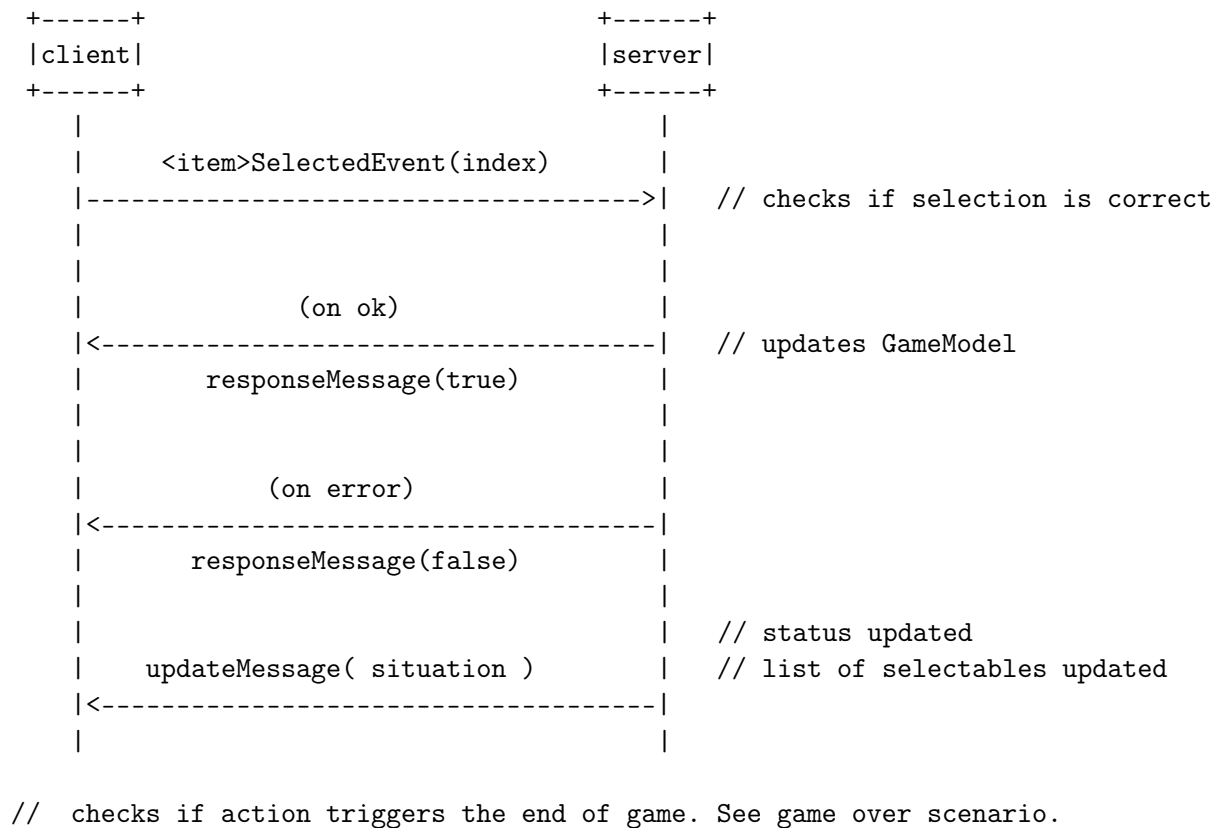 +------+ +------+
|client| |server|
+------+ +------+
| |
| <item>SelectedEvent(index) |
|------------------------------------->| // checks if selection is correct
| |
| |
| (on ok) |
|<-------------------------------------| // updates GameModel
| responseMessage(true) |
| |
| |
| (on error) |
|<-------------------------------------|
| responseMessage(false) |
| |
| | // status updated
| updateMessage( situation ) | // list of selectables updated
|<-------------------------------------|
| |
// checks if action triggers the end of game. See game over scenario.